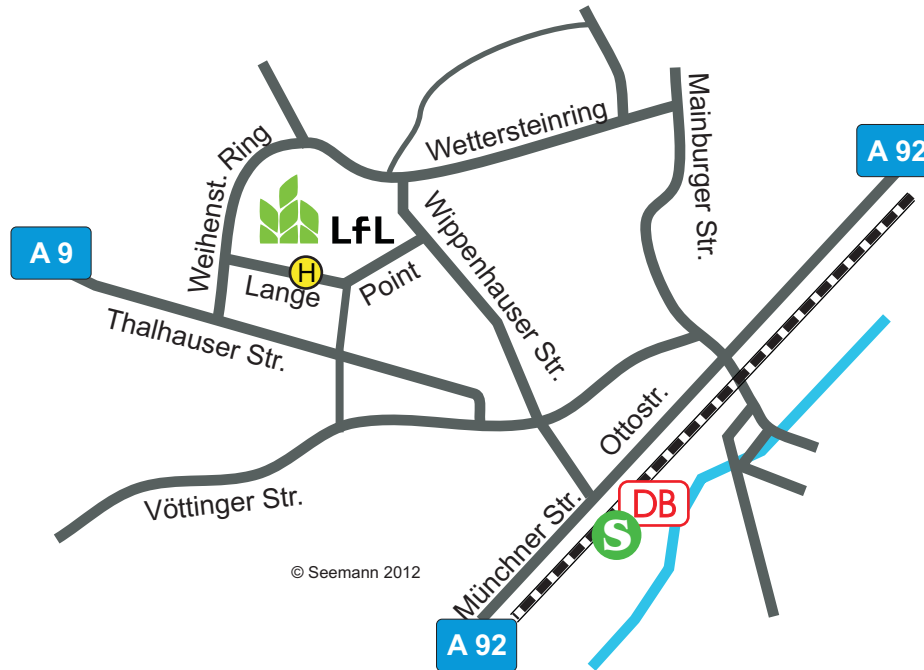 Mainburger Str.
Wettersteinring
A 92
Weihenst. Ring
Wippenhauser Str.
LfL
A 9
H
Lange
Point
Thalhauser Str.
Ottostr.
Vöttinger Str.
DB
S
Münchner Str.
© Seemann 2012
A 92